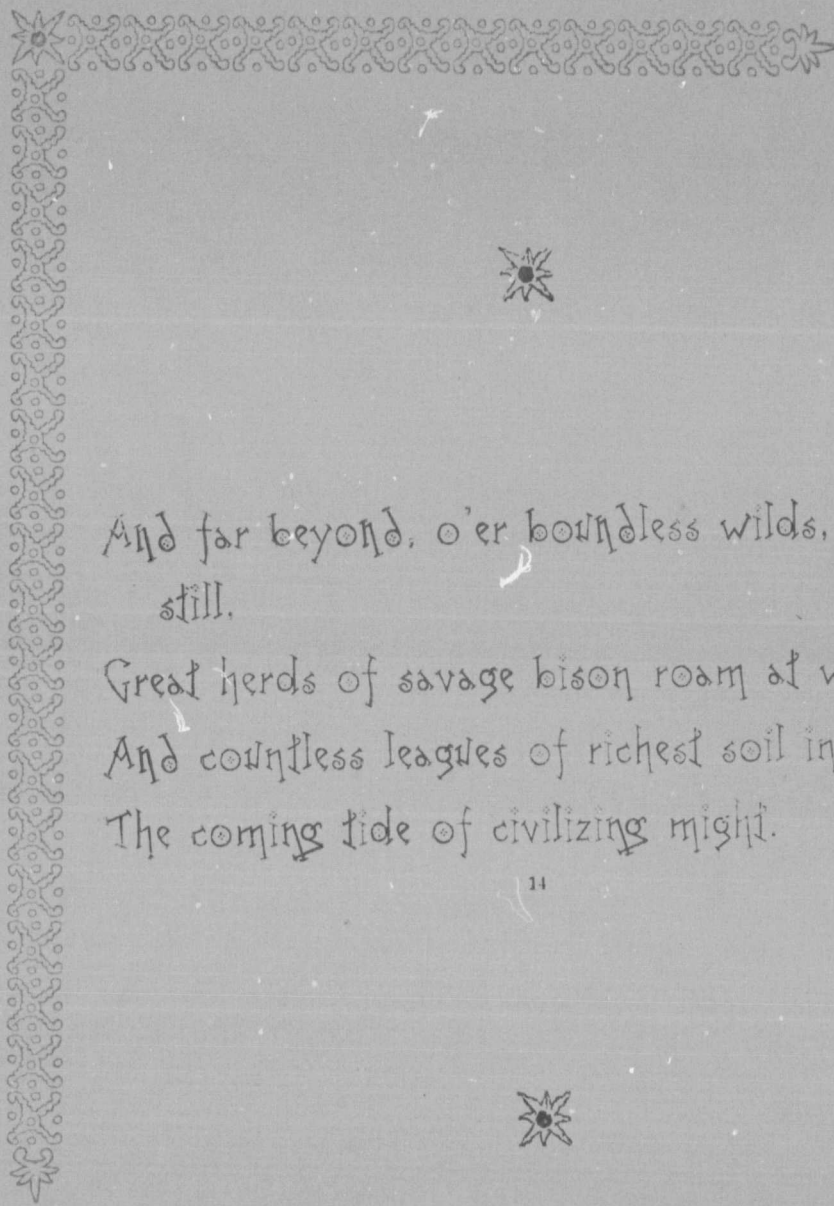 And far beyond, o'er boundless wilds,
still,
Great herds of savage bison roam at
And countless leagues of richest soil
The coming tide of civilizing might.
14